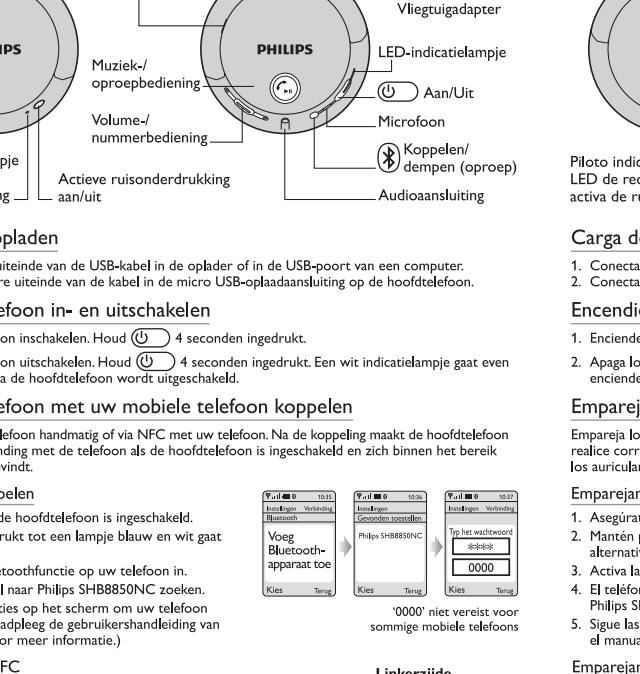 Vliegtuigadapter
IPS
PHILIPS
LED-indicatielampje
Muziek-/
oproepbediening
Aan/Uit
Volume-/
nummerbediening
Microfoon
Koppelen/
dempen (oproep)
Actieve ruisonderdrukking
aan/uit
Audioaansluiting
uiteinde van de USB-kabel in de oplader of in de USB-poort van een computer.
re uiteinde van de kabel in de micro USB-oplaadaansluiting op de hoofdtelefoon.
efoon in- en uitschakelen
on inschakelen. Houd 4 seconden ingedrukt.
on uitschakelen. Houd 4 seconden ingedrukt. Een wit indicatielampje gaat even
a de hoofdtelefoon wordt uitgeschakeld.
efoon met uw mobiele telefoon koppelen
lefoon handmatig of via NFC met uw telefoon. Na de koppeling maakt de hoofdtelefoon
nding met de telefoon als de hoofdtelefoon is ingeschakeld en zich binnen het bereik
evindt.
pelen
de hoofdtelefoon is ingeschakeld.
rukt tot een lampje blauw en wit gaat
etoothfunctie op uw telefoon in.
l naar Philips SHB8850NC zoeken.
ties op het scherm om uw telefoon
adpleeg de gebruikershandleiding van
or meer informatie.)
FC
10:35
Instellingen Verbinding
Bluetooth
Voeg
Bluetooth-
apparaat toe
Kies Terug
10:36
Instellingen
Gevonden toestellen
Philips SHB8850NC
Kies Terug
10:37
Instellingen Verbinding
Typ het wachtwoord
****
0000
Kies Terug
'0000' niet vereist voor
sommige mobiele telefoons
Linkerzijde
Piloto indic
LED de re
activa de ru
Carga d
1. Conecta
2. Conecta
Encendi
1. Enciende
2. Apaga lo
enciende
Emparej
Empareja lo
realice corr
los auricular
Emparejar
1. Asegúrat
2. Mantén p
alternativ
3. Activa la
4. El teléfor
Philips SH
5. Sigue las
el manua
Emparejar